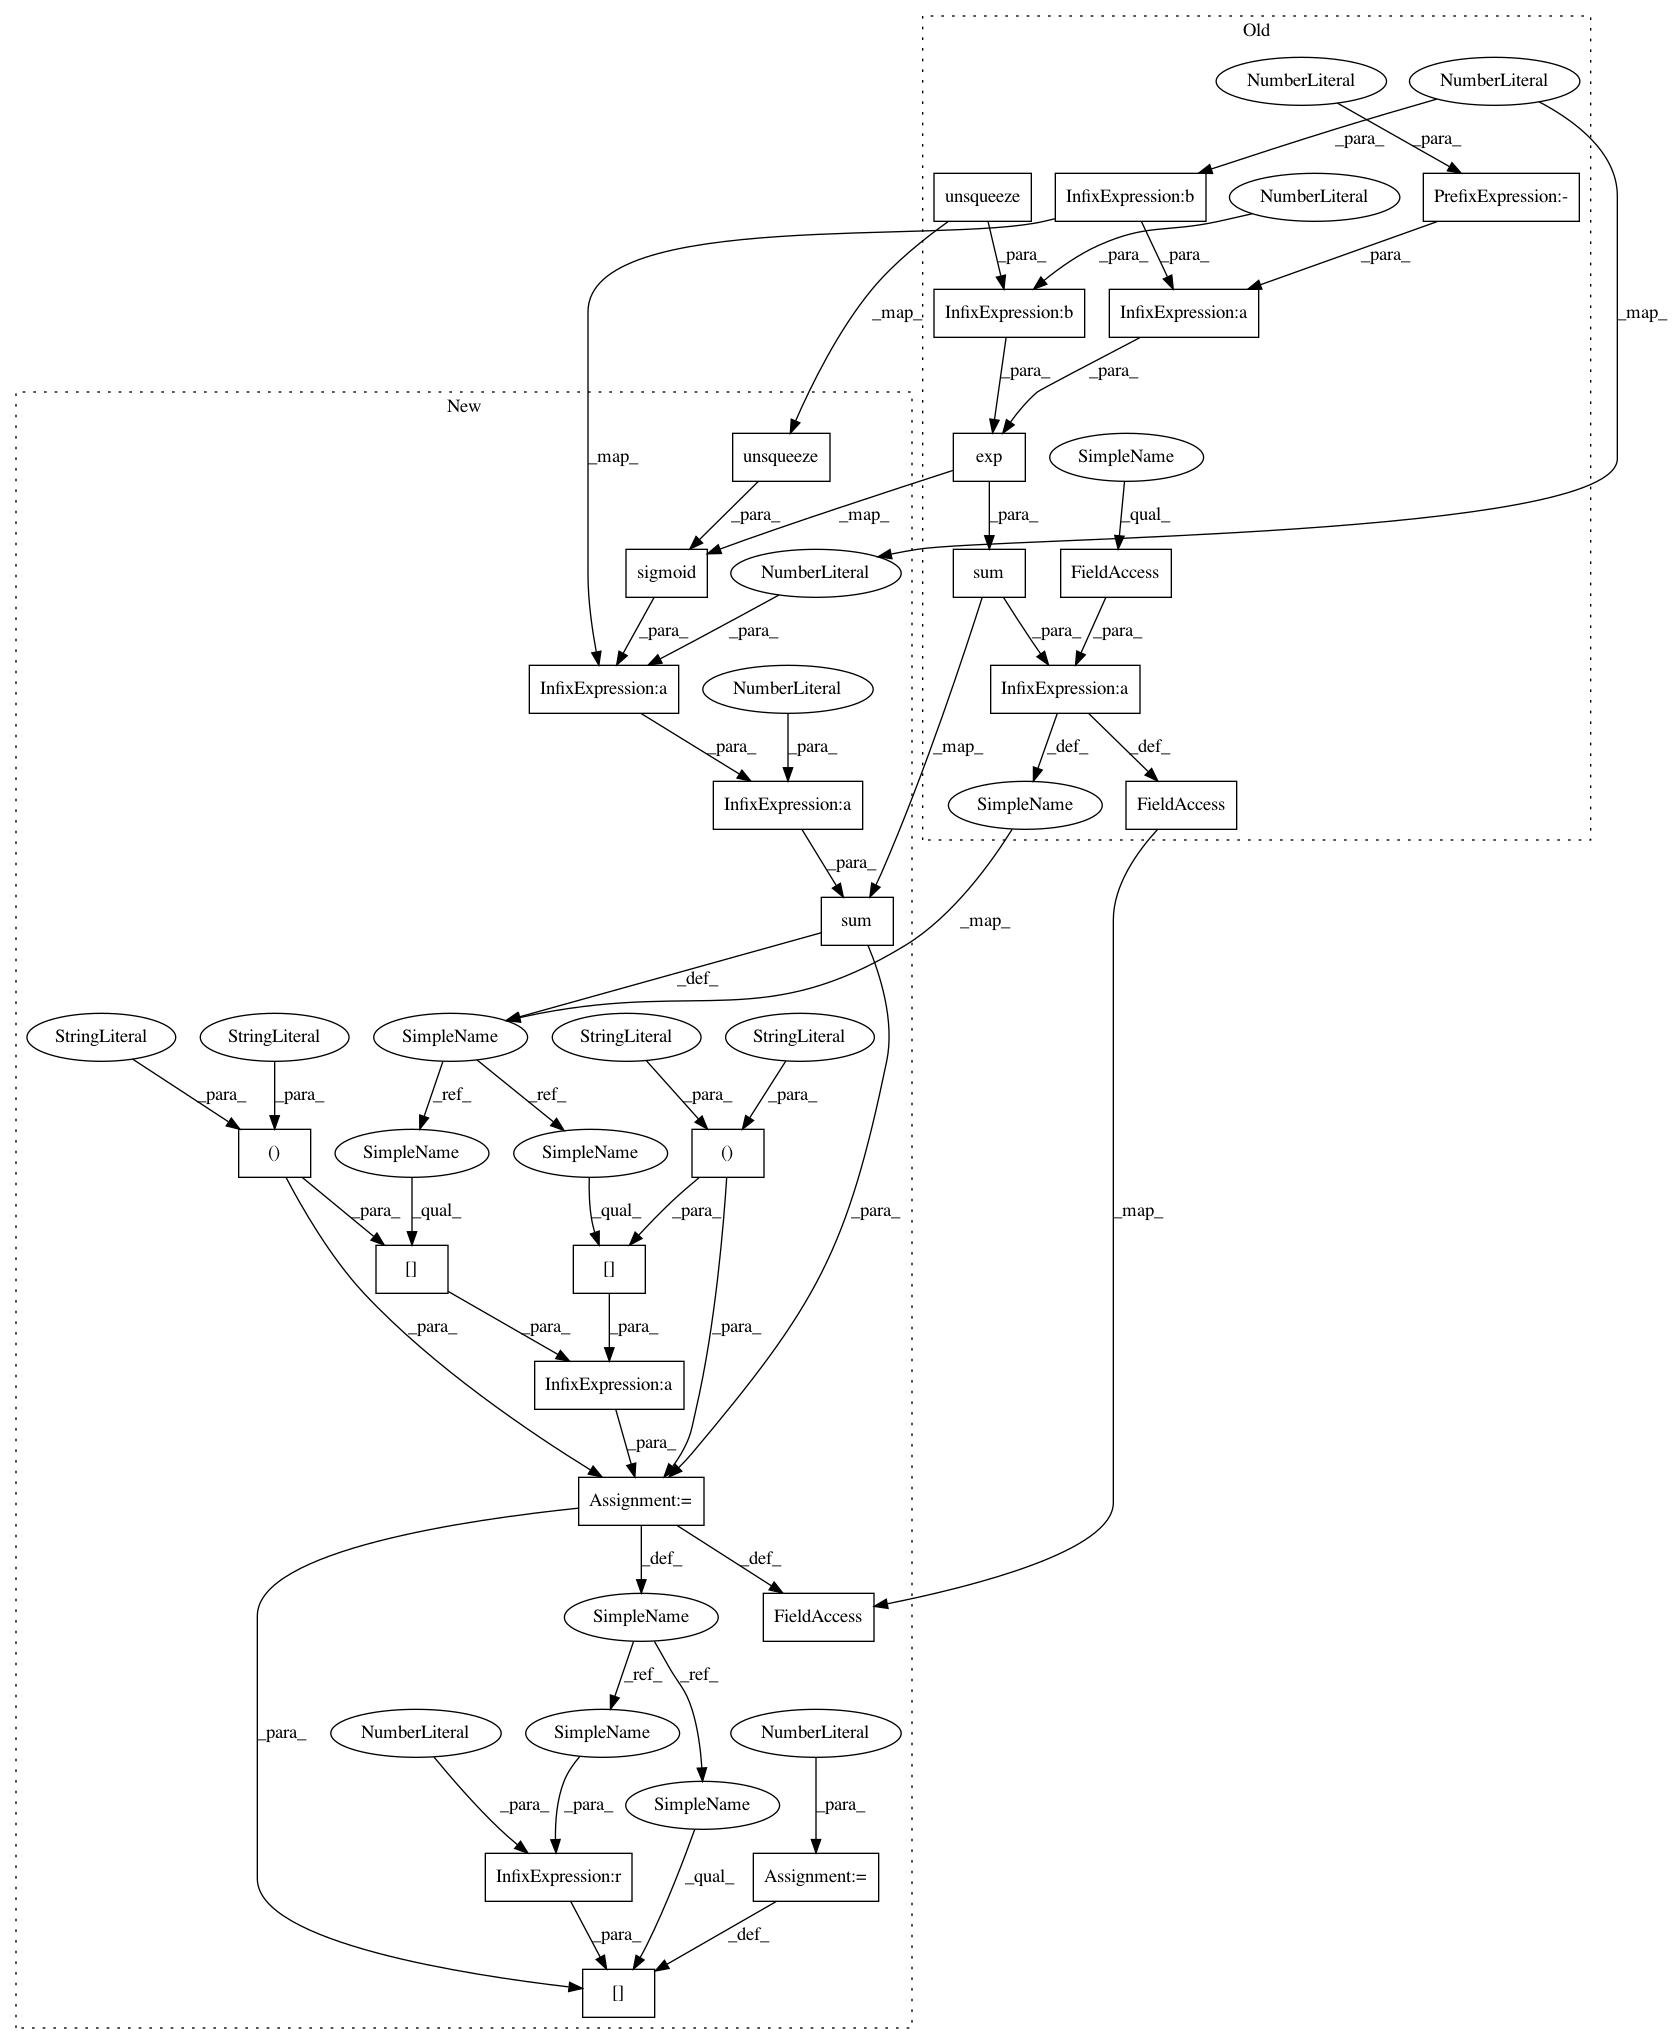 Old
NumberLiteral NumberLiteral
_para_ _para_
unsqueeze InfixExpression:b NumberLiteral PrefixExpression:-
_para_ _para_ _para_ _para_
InfixExpression:b InfixExpression:a _map_ _map_
_para_ _para_
New
unsqueeze exp SimpleName _map_
_para_ _map_ _para_ _qual_
sigmoid NumberLiteral sum FieldAccess
_para_ _para_ _para_ _para_
InfixExpression:a NumberLiteral InfixExpression:a
_para_ _para_ _map_ _def_ _def_
InfixExpression:a SimpleName FieldAccess
_para_
sum _map_
_def_
StringLiteral StringLiteral SimpleName StringLiteral StringLiteral
_para_ _para_ _ref_ _ref_ _para_ _para_
() SimpleName SimpleName ()
_para_ _qual_ _qual_ _para_ _para_ _map_
[] []
_para_ _para_ _para_ _para_
InfixExpression:a
_para_
Assignment:=
_def_ _def_
SimpleName FieldAccess
_ref_ _ref_
_para_ NumberLiteral SimpleName NumberLiteral
_para_ _para_ SimpleName _para_
InfixExpression:r _qual_ Assignment:=
_para_ _def_
[]